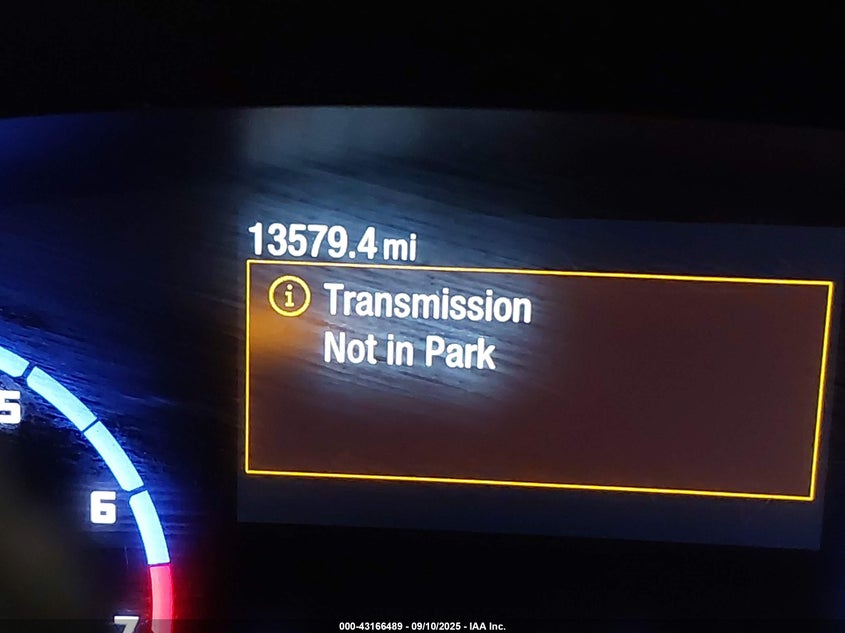 13579.4 mi
i Transmission
Not in Park
5
6
7
000-43166489 - 09/10/2025 - IAA Inc.